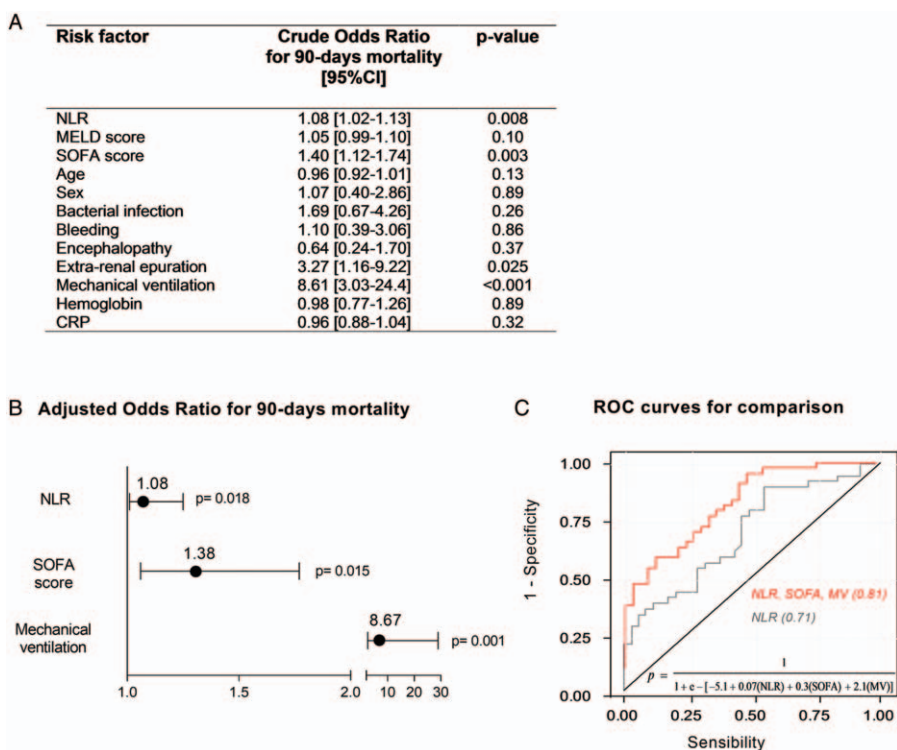 A
Risk factor Crude Odds Ratio p-value
for 90-days mortality
[95%CI]
NLR 1.08 [1.02-1.13] 0.008
MELD score 1.05 [0.99-1.10] 0.10
SOFA score 1.40 [1.12-1.74] 0.003
Age 0.96 [0.92-1.01] 0.13
Sex 1.07 [0.40-2.86] 0.89
Bacterial infection 1.69 [0.67-4.26] 0.26
Bleeding 1.10 [0.39-3.06] 0.86
Encephalopathy 0.64 [0.24-1.70] 0.37
Extra-renal epuration 3.27 [1.16-9.22] 0.025
Mechanical ventilation 8.61 [3.03-24.4] <0.001
Hemoglobin 0.98 [0.77-1.26] 0.89
CRP 0.96 [0.88-1.04] 0.32
B Adjusted Odds Ratio for 90-days mortality
NLR 1.08 p= 0.018
SOFA
score
1.38 p= 0.015
Mechanical
ventilation
8.67 p= 0.001
1.0 1.5 2.0 10 20 30
C ROC curves for comparison
1 - Specificity
1.00
0.75
0.50
0.25
0.00
NLR, SOFA, MV (0.81)
NLR (0.71)
p = 1
1 + e − [−5.1 + 0.07(NLR) + 0.3(SOFA) + 2.1(MV)]
0.00 0.25 0.50 0.75 1.00
Sensibility